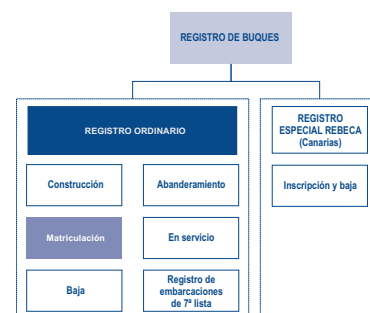 REGISTRO DE BUQUES
REGISTRO ORDINARIO
Construcción
Abanderamiento
Matriculación
En servicio
Baja
Registro de
embarcaciones
de 7ª lista
REGISTRO
ESPECIAL REBECA
(Canarias)
Inscripción y baja